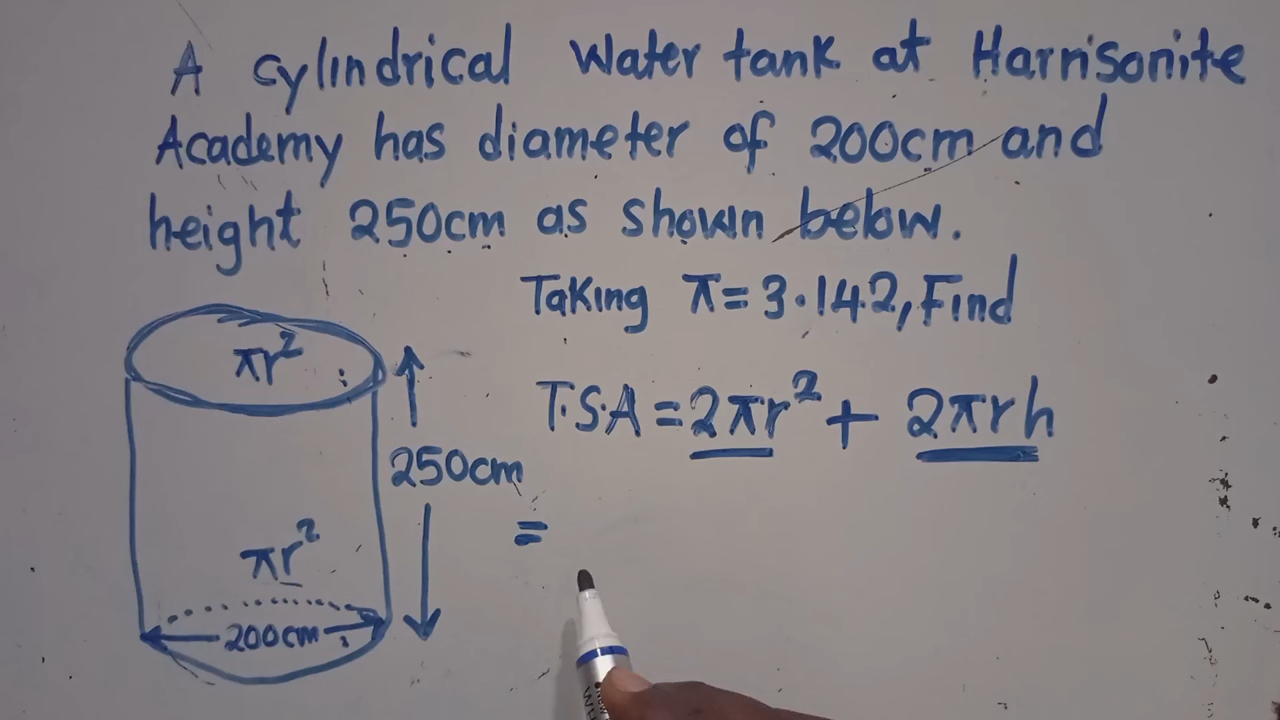 A cylindrical Water tank at Harrisonite
Academy has diameter of 200cm and
height 250cm as shown below.
Taking π=3.142, Find
T.S.A = 2πr² + 2πrh
=
πr²
250cm
πr²
200cm